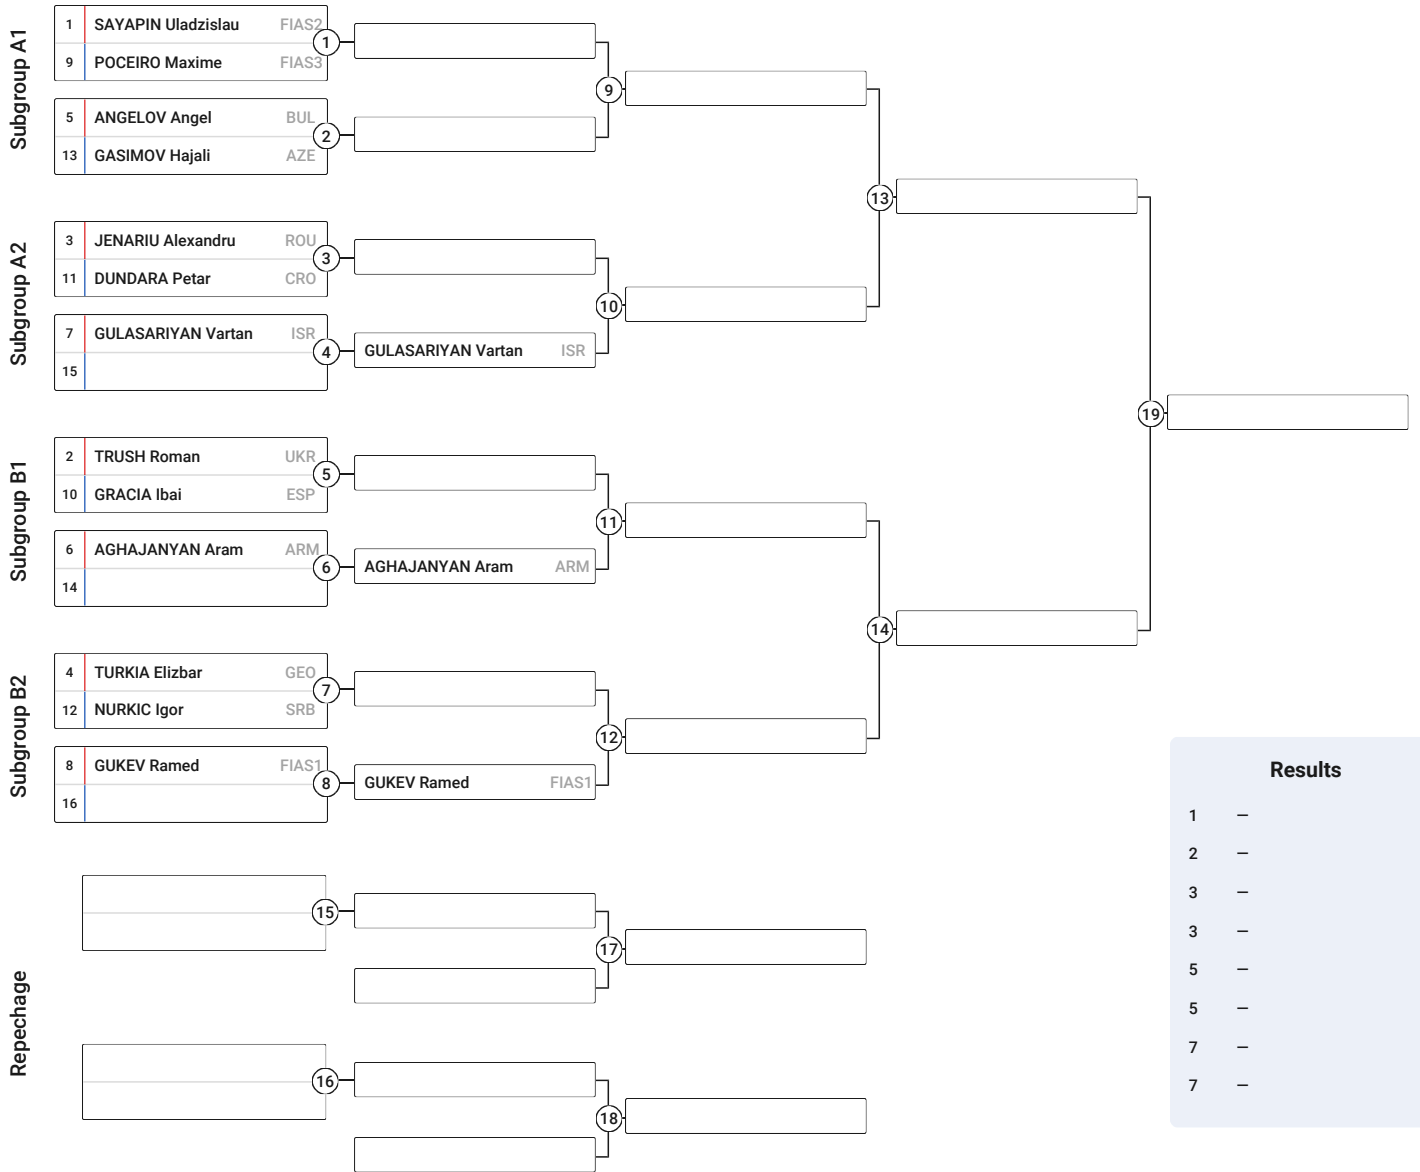 Subgroup A1
1 SAYAPIN Uladzislau FIAS2
9 POCEIRO Maxime FIAS3
1
5 ANGELOV Angel BUL
13 GASIMOV Hajali AZE
2
9
Subgroup A2
3 JENARIU Alexandru ROU
11 DUNDARA Petar CRO
3
7 GULASARIYAN Vartan ISR
15
4
GULASARIYAN Vartan ISR
10
13
Subgroup B1
2 TRUSH Roman UKR
10 GRACIA Ibai ESP
5
6 AGHAJANYAN Aram ARM
14
6
AGHAJANYAN Aram ARM
11
Subgroup B2
4 TURKIA Elizbar GEO
12 NURKIC Igor SRB
7
8 GUKEV Ramed FIAS1
16
8
GUKEV Ramed FIAS1
12
14
19
Repechage
15
17
16
18
Results
1 –
2 –
3 –
3 –
5 –
5 –
7 –
7 –